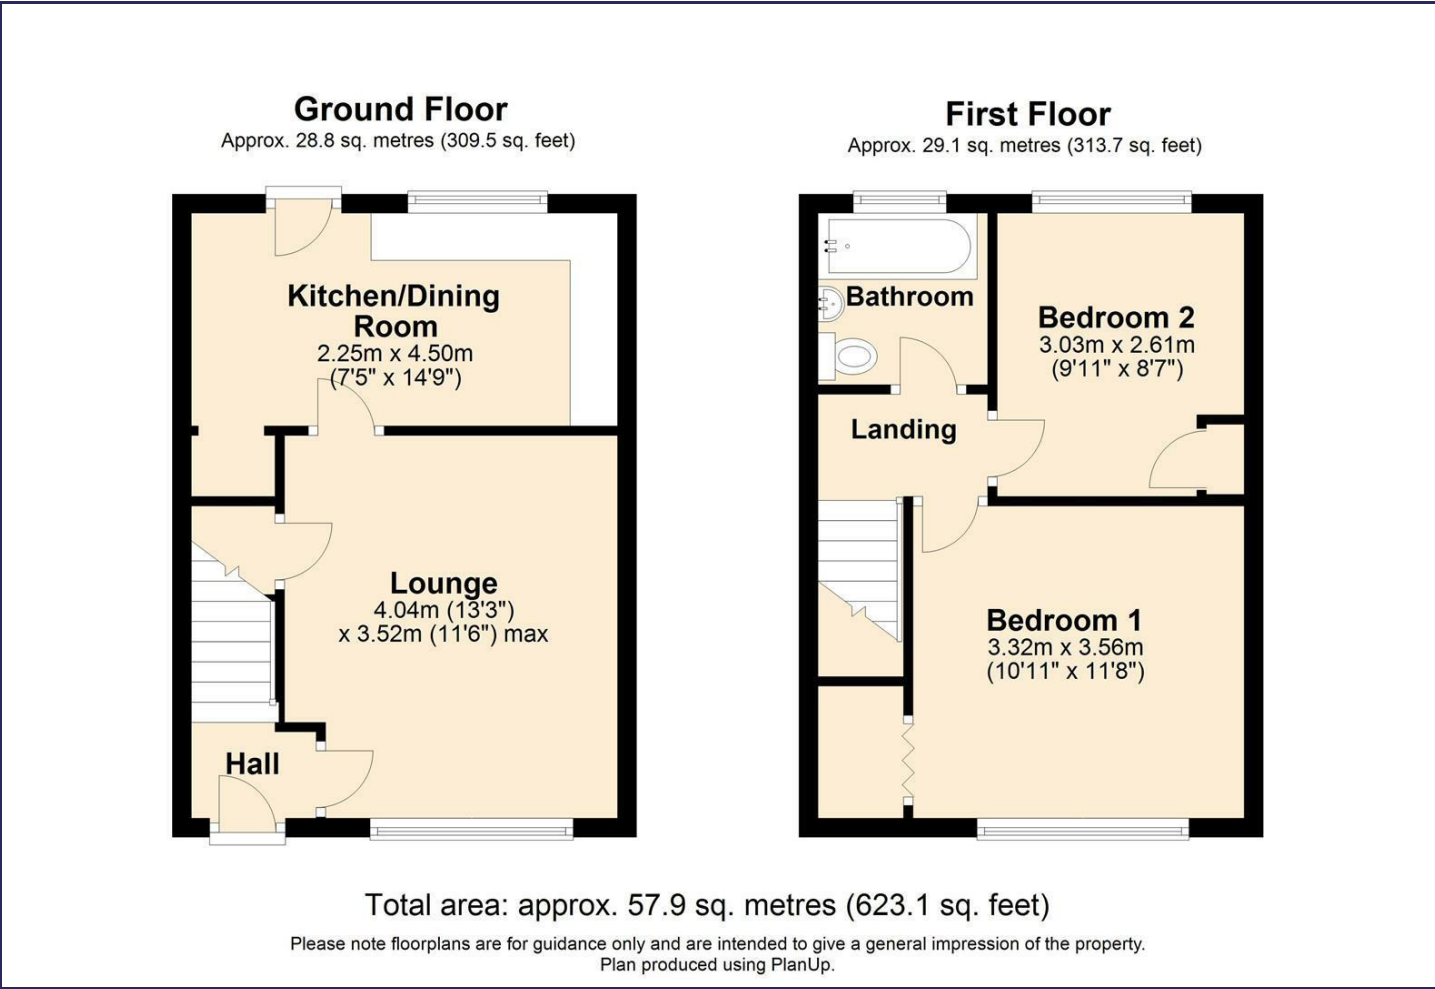 Ground Floor
Approx. 28.8 sq. metres (309.5 sq. feet)
Kitchen/Dining
Room
2.25m x 4.50m
(7'5" x 14'9")
Lounge
4.04m (13'3")
x 3.52m (11'6") max
Hall
First Floor
Approx. 29.1 sq. metres (313.7 sq. feet)
Bathroom
Bedroom 2
3.03m x 2.61m
(9'11" x 8'7")
Landing
Bedroom 1
3.32m x 3.56m
(10'11" x 11'8")
Total area: approx. 57.9 sq. metres (623.1 sq. feet)
Please note floorplans are for guidance only and are intended to give a general impression of the property.
Plan produced using PlanUp.